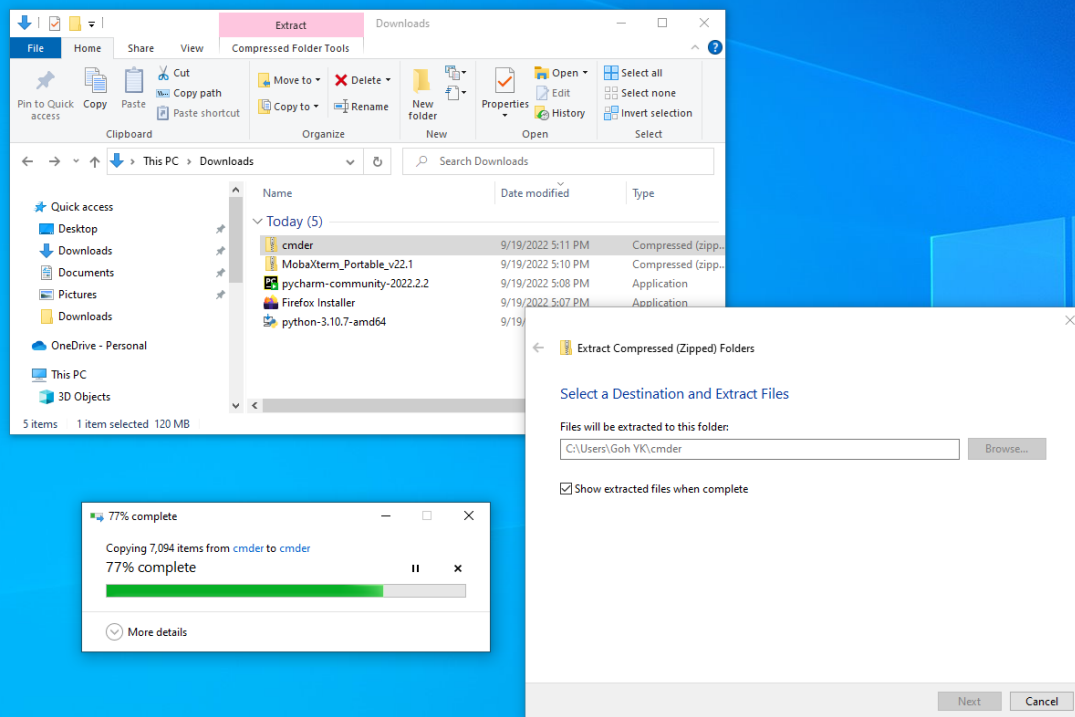 Extract
Downloads
File
Home
Share
View
Compressed Folder Tools
Pin to Quick access
Copy
Paste
Cut
Copy path
Paste shortcut
Clipboard
Move to
Copy to
Delete
Rename
Organize
New folder
New
Properties
Open
Edit
History
Open
Select all
Select none
Invert selection
Select
This PC > Downloads
Search Downloads
Quick access
Desktop
Downloads
Documents
Pictures
Downloads
OneDrive - Personal
This PC
3D Objects
Name Date modified Type
Today (5)
cmder 9/19/2022 5:11 PM Compressed (zipp...
MobaXterm_Portable_v22.1 9/19/2022 5:10 PM Compressed (zipp...
pycharm-community-2022.2.2 9/19/2022 5:08 PM Application
Firefox Installer 9/19/2022 5:07 PM Application
python-3.10.7-amd64 9/19/
5 items 1 item selected 120 MB
Extract Compressed (Zipped) Folders
Select a Destination and Extract Files
Files will be extracted to this folder:
C:\Users\Goh YK\cmder
Browse...
Show extracted files when complete
Next
Cancel
77% complete
Copying 7,094 items from cmder to cmder
77% complete
More details